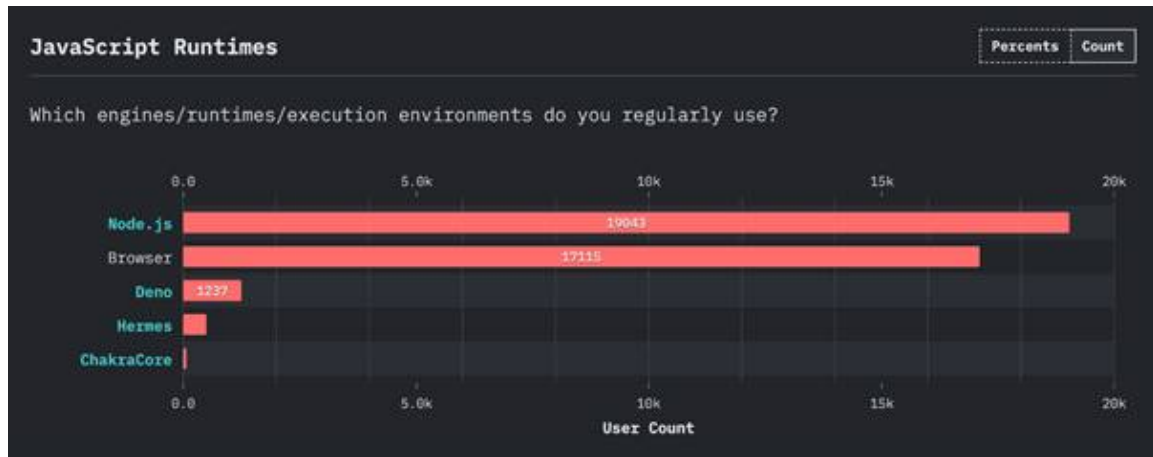 JavaScript Runtimes
Percents Count
Which engines/runtimes/execution environments do you regularly use?
0.0 5.0k 10k 15k 20k
Node.js 19043
Browser 17115
Deno 1237
Hermes
ChakraCore
0.0 5.0k 10k 15k 20k
User Count